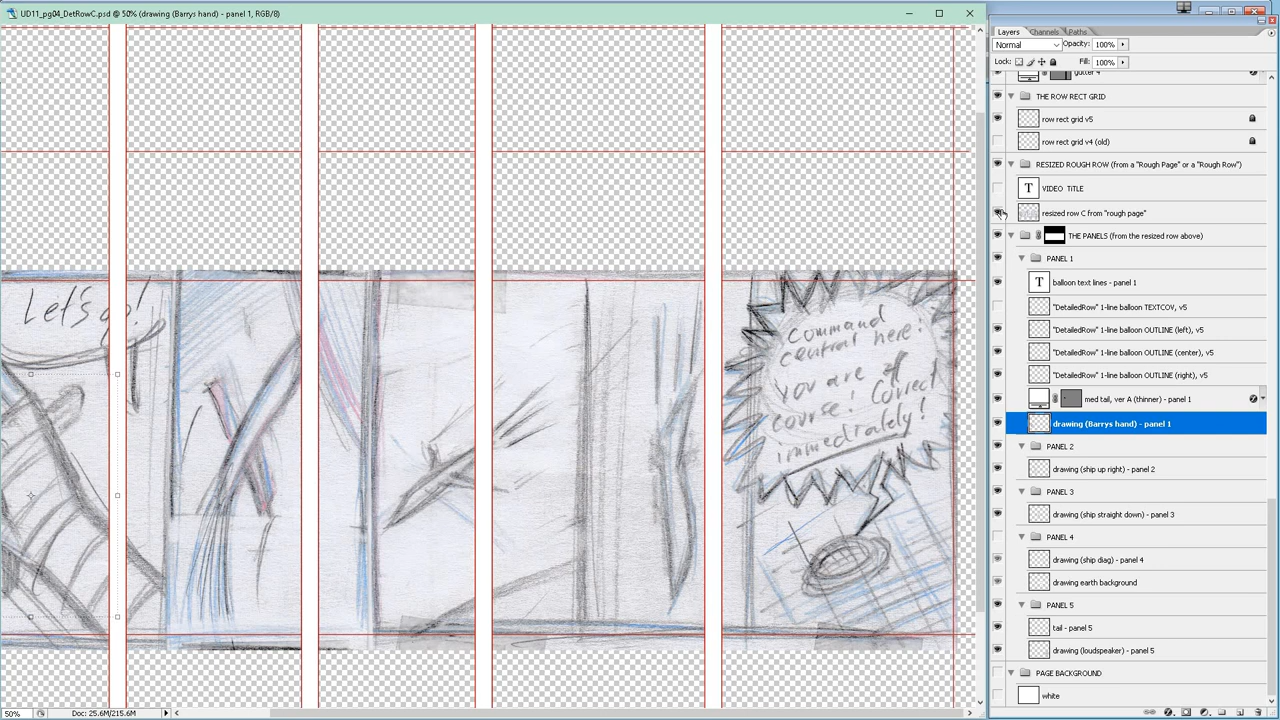 UD11_pg04_DetRowC.psd @ 50% (drawing (Barrys hand) - panel 1, RGB/8)
Layers
Channels
Paths
Normal
Opacity: 100%
Lock:
Fill: 100%
gutter 4
THE ROW RECT GRID
row rect grid v5
row rect grid v4 (old)
RESIZED ROUGH ROW (from a "Rough Page" or a "Rough Row")
T VIDEO TITLE
resized row C from "rough page"
THE PANELS (from the resized row above)
PANEL 1
T balloon text lines - panel 1
"DetailedRow" 1-line balloon TEXTCOV, v5
"DetailedRow" 1-line balloon OUTLINE (left), v5
"DetailedRow" 1-line balloon OUTLINE (center), v5
"DetailedRow" 1-line balloon OUTLINE (right), v5
med tail, ver A (thinner) - panel 1
drawing (Barrys hand) - panel 1
PANEL 2
drawing (ship up right) - panel 2
PANEL 3
drawing (ship straight down) - panel 3
PANEL 4
drawing (ship diag) - panel 4
drawing earth background
PANEL 5
tail - panel 5
drawing (loudspeaker) - panel 5
PAGE BACKGROUND
white
Let's go!
Command
central here!
You are off
course! Correct
immediately!
50%
Doc: 25.6M/215.6M